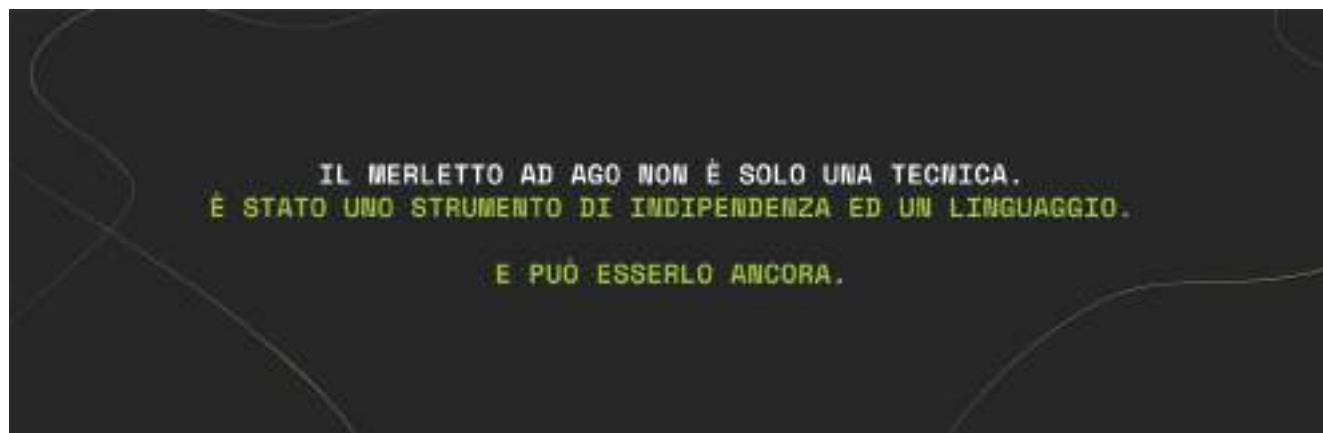 IL MERLETTO AD AGO NON È SOLO UNA TECNICA.
È STATO UNO STRUMENTO DI INDIPENDENZA ED UN LINGUAGGIO.
E PUÒ ESSERLO ANCORA.